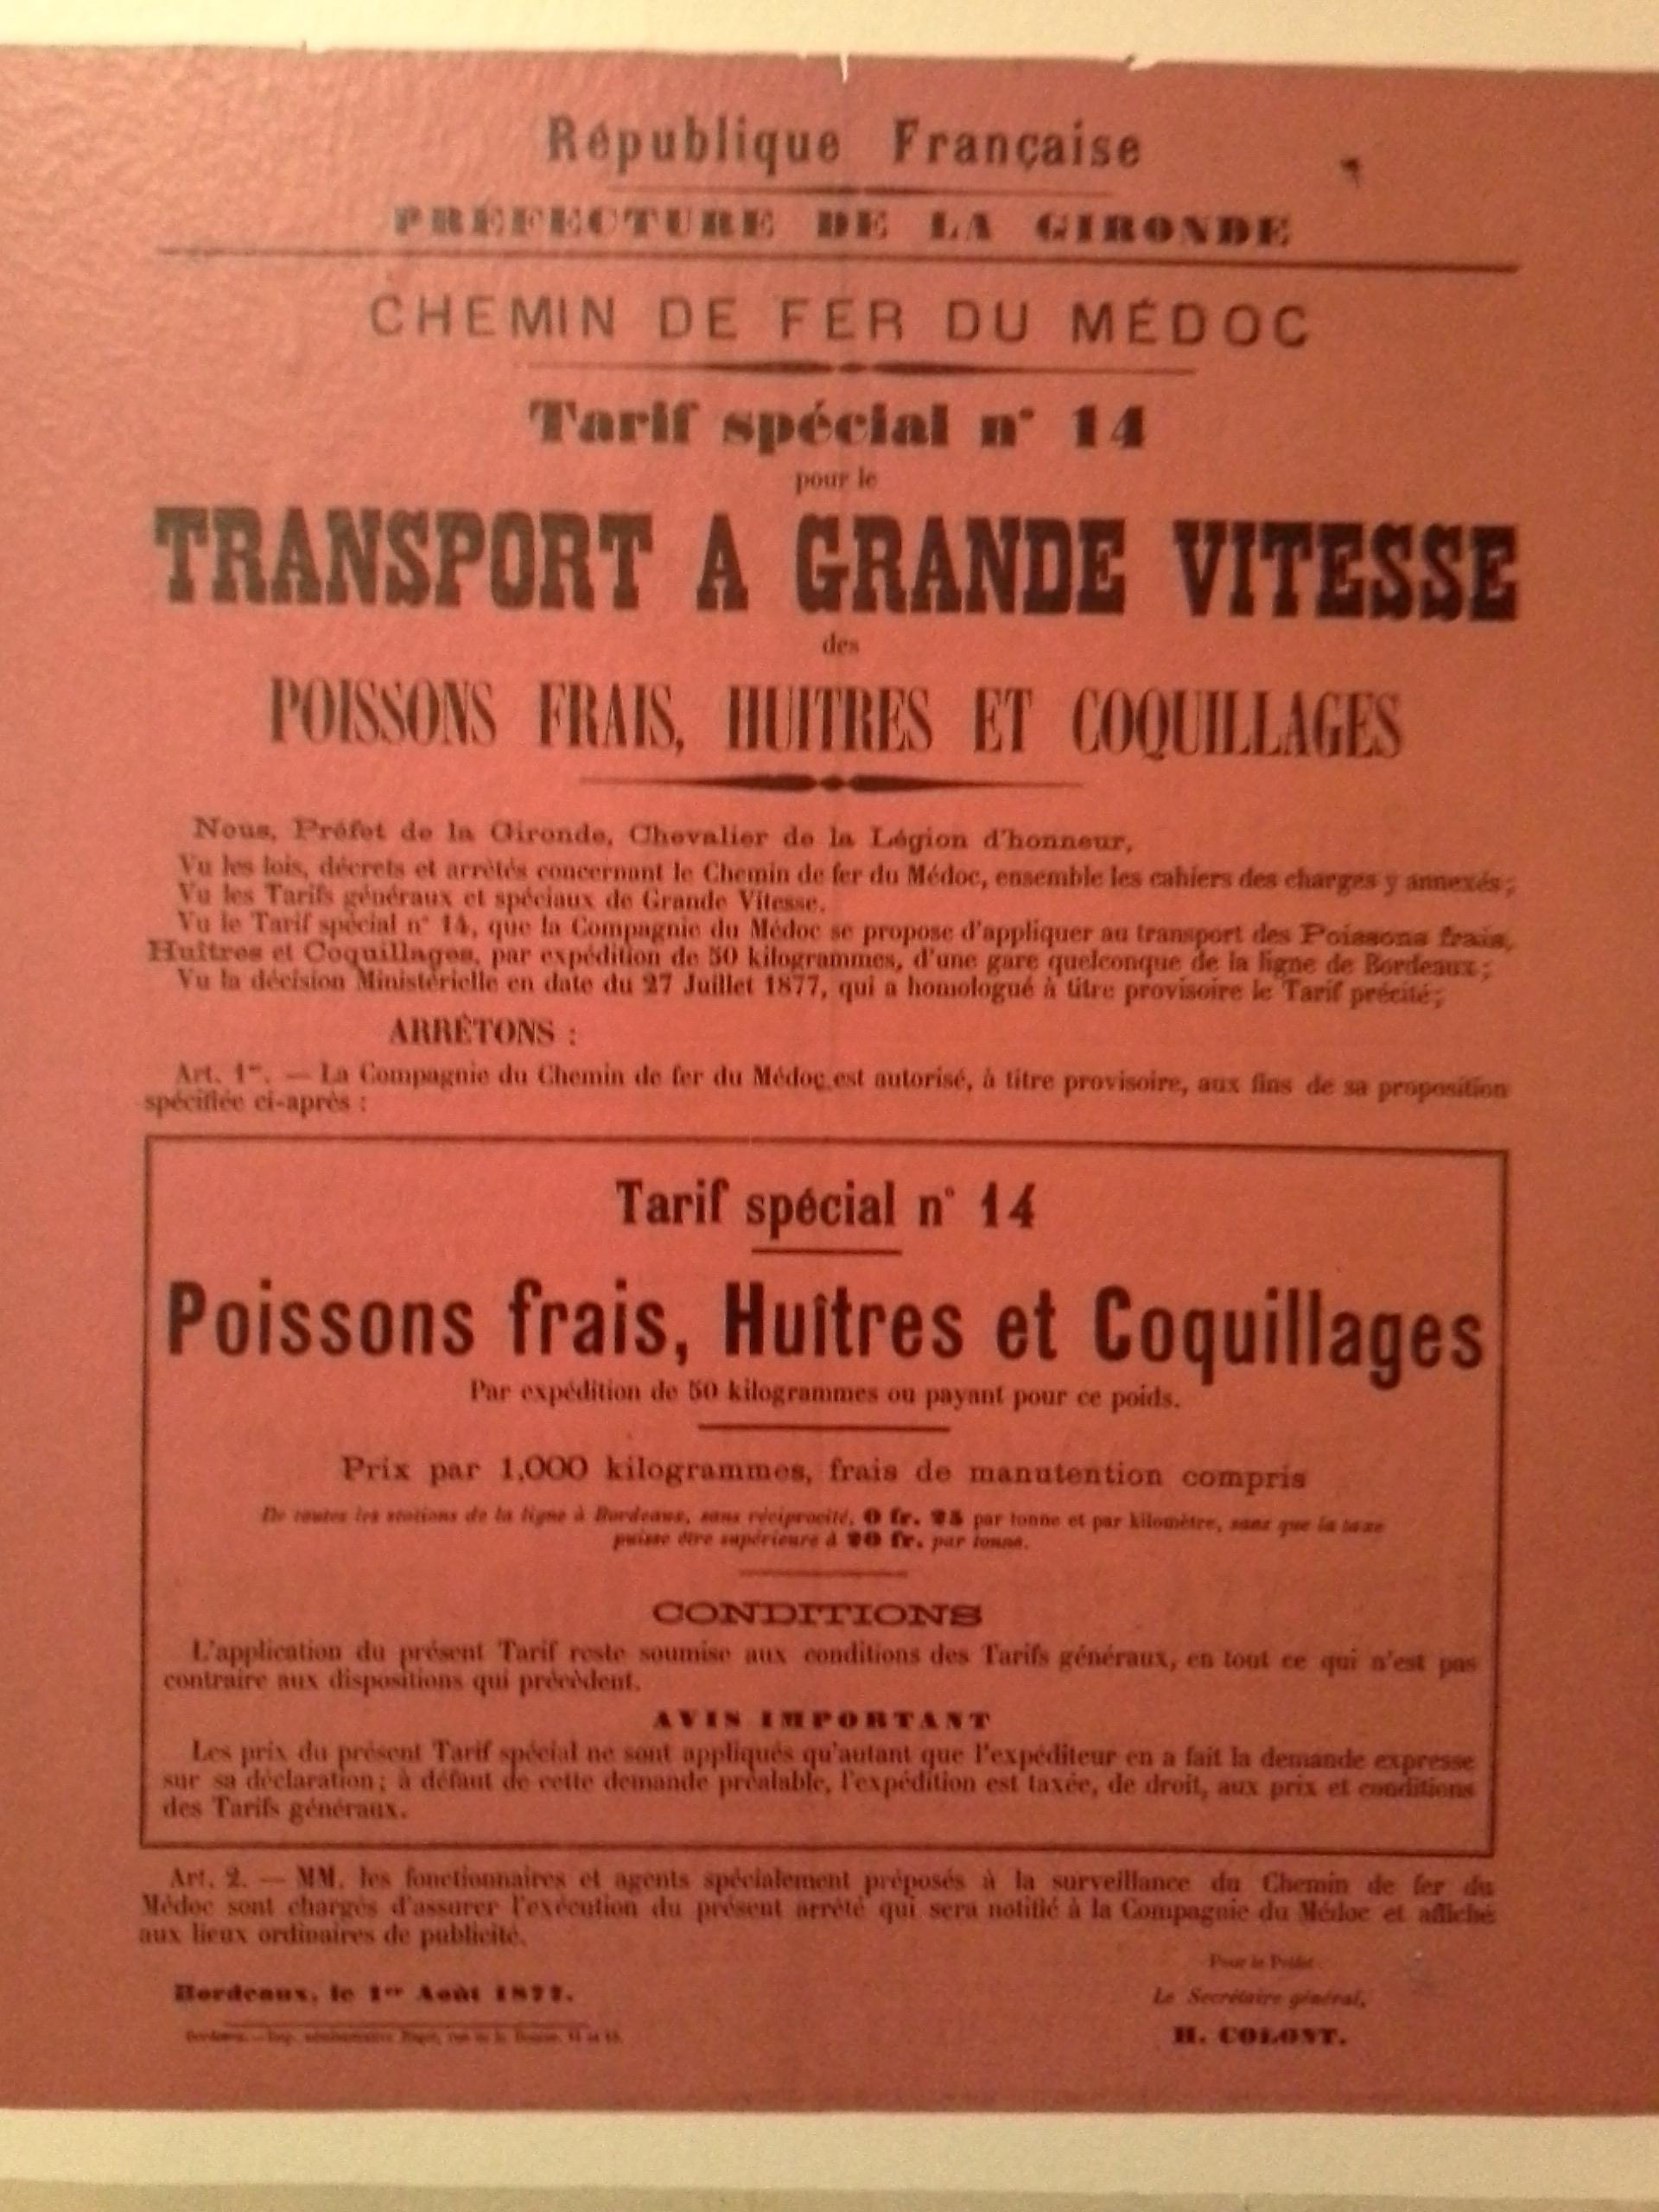 République Française
PRÉFECTURE DE LA GIRONDE
CHEMIN DE FER DU MÉDOC
Tarif spécial n° 14
pour le
TRANSPORT A GRANDE VITESSE
des
POISSONS FRAIS, HUITRES ET COQUILLAGES
Nous, Préfet de la Gironde, Chevalier de la Légion d'honneur,
Vu les lois, décrets et arrêtés concernant le Chemin de fer du Médoc, ensemble les cahiers des charges y annexés;
Vu les Tarifs généraux et spéciaux de Grande Vitesse.
Vu le Tarif spécial n° 14, que la Compagnie du Médoc se propose d'appliquer au transport des Poissons frais,
Huîtres et Coquillages, par expédition de 50 kilogrammes, d'une gare quelconque de la ligne de Bordeaux;
Vu la décision Ministérielle en date du 27 Juillet 1877, qui a homologué à titre provisoire le Tarif précité;
ARRÊTONS :
Art. 1er. — La Compagnie du Chemin de fer du Médoc est autorisé, à titre provisoire, aux fins de sa proposition
spécifiée ci-après :
Tarif spécial n° 14
Poissons frais, Huîtres et Coquillages
Par expédition de 50 kilogrammes ou payant pour ce poids.
Prix par 1,000 kilogrammes, frais de manutention compris
De toutes les stations de la ligne à Bordeaux, sans réciprocité, 0 fr. 25 par tonne et par kilomètre, sans que la taxe
puisse être supérieure à 20 fr. par tonne.
CONDITIONS
L'application du présent Tarif reste soumise aux conditions des Tarifs généraux, en tout ce qui n'est pas
contraire aux dispositions qui précèdent.
AVIS IMPORTANT
Les prix du présent Tarif spécial ne sont appliqués qu'autant que l'expéditeur en a fait la demande expresse
sur sa déclaration; à défaut de cette demande préalable, l'expédition est taxée, de droit, aux prix et conditions
des Tarifs généraux.
Art. 2. — MM. les fonctionnaires et agents spécialement préposés à la surveillance du Chemin de fer du
Médoc sont chargés d'assurer l'exécution du présent arrêté qui sera notifié à la Compagnie du Médoc et affiché
aux lieux ordinaires de publicité.
Pour le Préfet
Bordeaux, le 1er Août 1877.
Le Secrétaire général,
H. COLONT.
Bordeaux. — Imp. administrative